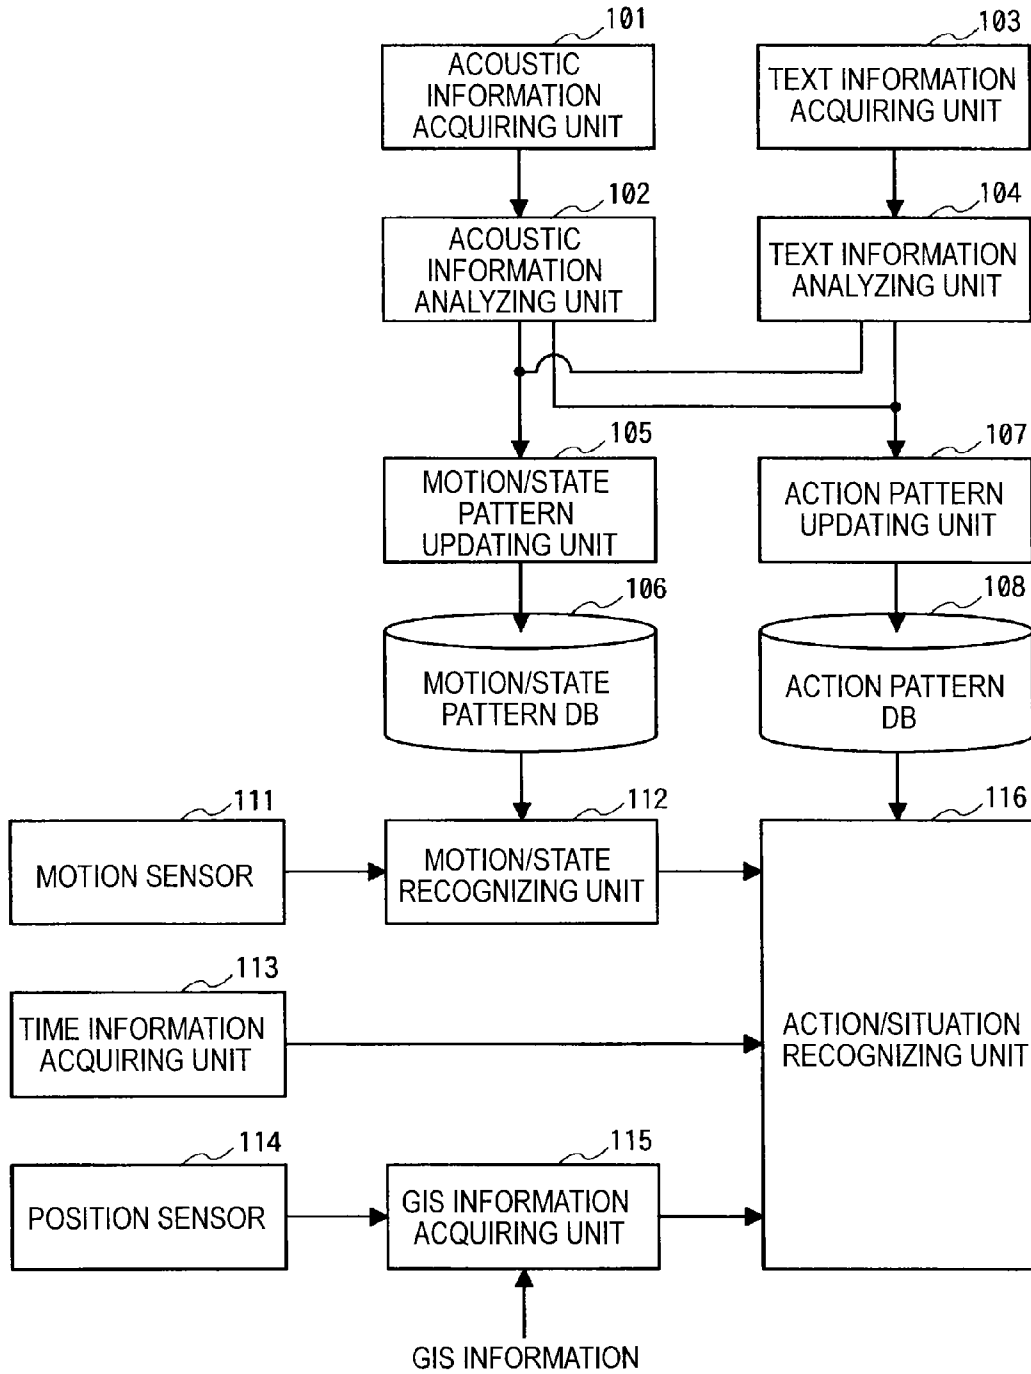 101
ACOUSTIC
INFORMATION
ACQUIRING UNIT
103
TEXT INFORMATION
ACQUIRING UNIT
102
ACOUSTIC
INFORMATION
ANALYZING UNIT
104
TEXT INFORMATION
ANALYZING UNIT
105
MOTION/STATE
PATTERN
UPDATING UNIT
107
ACTION PATTERN
UPDATING UNIT
106
MOTION/STATE
PATTERN DB
108
ACTION PATTERN
DB
111
MOTION SENSOR
112
MOTION/STATE
RECOGNIZING UNIT
116
ACTION/SITUATION
RECOGNIZING UNIT
113
TIME INFORMATION
ACQUIRING UNIT
114
POSITION SENSOR
115
GIS INFORMATION
ACQUIRING UNIT
GIS INFORMATION